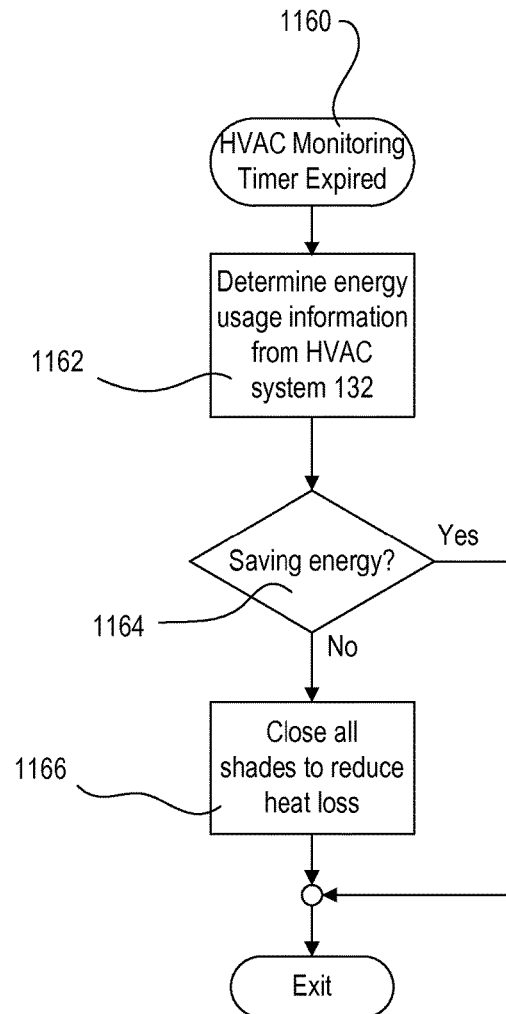 1160
HVAC Monitoring
Timer Expired
Determine energy
usage information
from HVAC
system 132
1162
Saving energy?
Yes
1164
No
Close all
shades to reduce
heat loss
1166
Exit